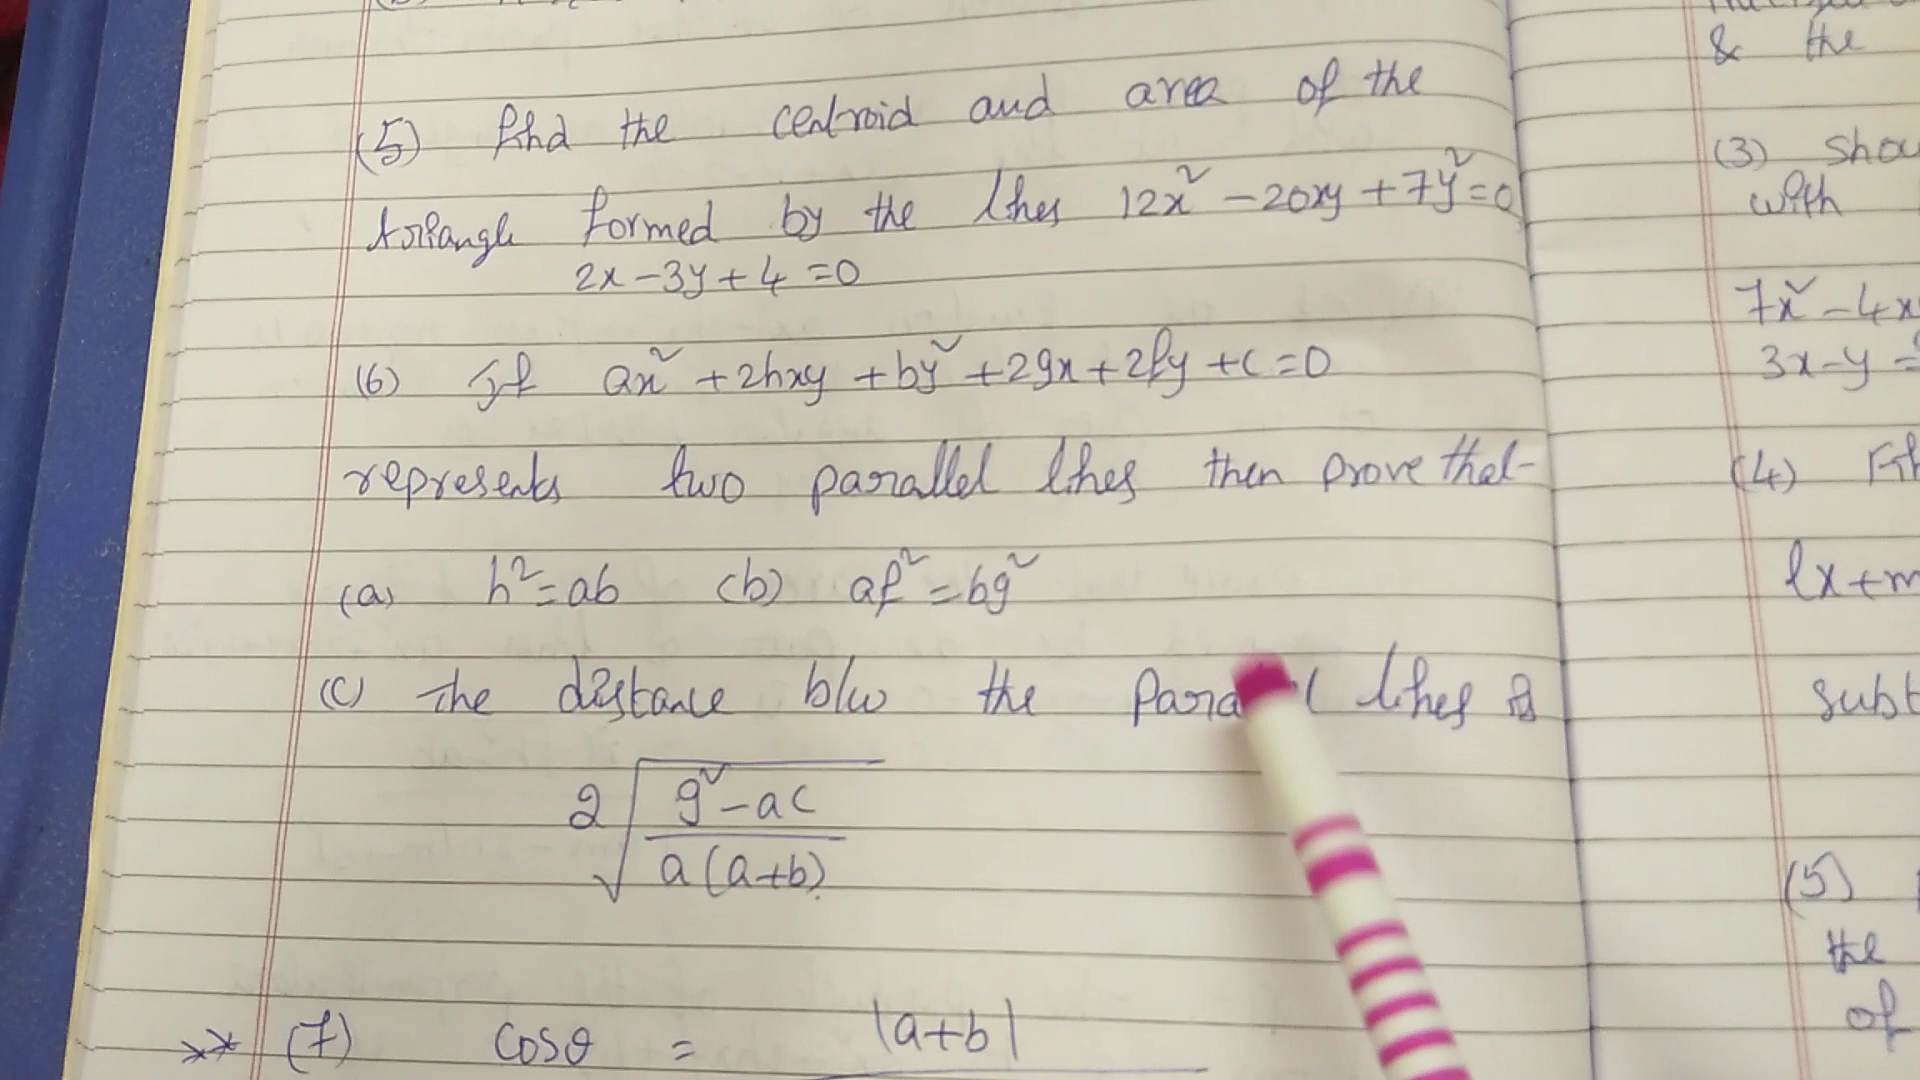 (5) find the centroid and area of the
triangle formed by the lines 12x² - 20xy + 7y² = 0
2x - 3y + 4 = 0
(6) If ax² + 2hxy + by² + 2gx + 2fy + c = 0
represents two parallel lines then prove that
(a) h² = ab (b) af² = bg²
(c) The distance b/w the lines is
2√((g² - ac)/(a(a+b)))
** (7) cosθ = |a+b|
& the
(3)
with
7x² - 4x
3x - y =
(4)
lx + m
(5)
the
of